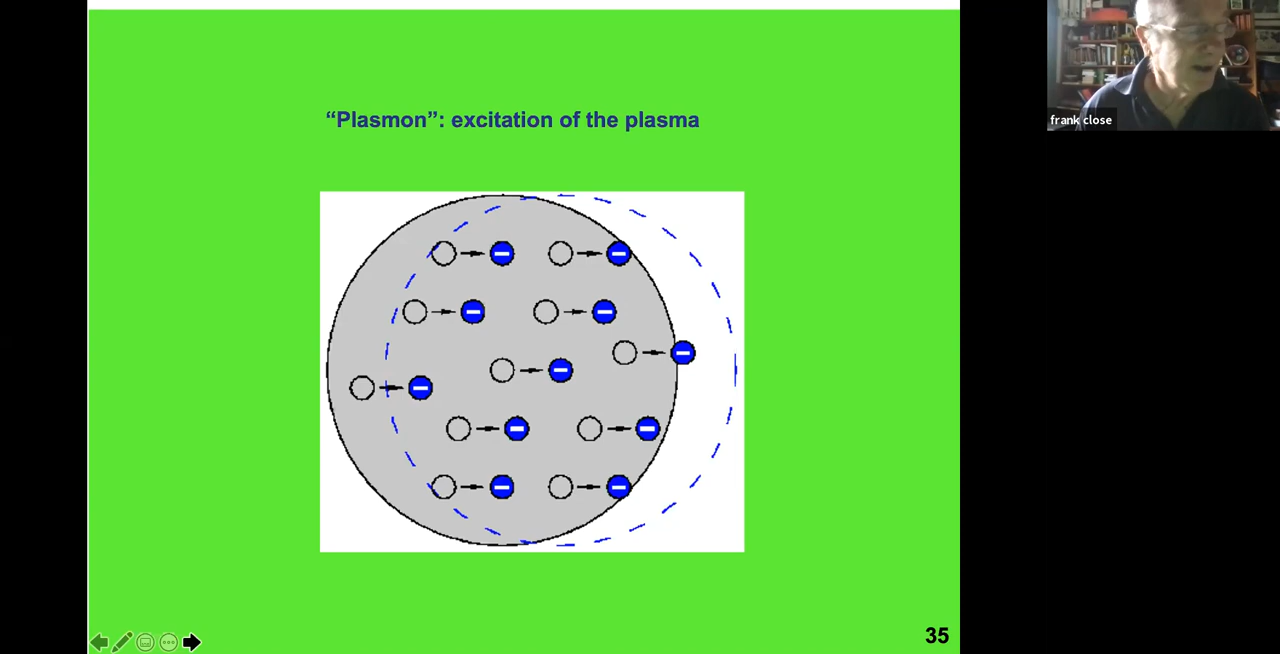 “Plasmon”: excitation of the plasma
frank close
35